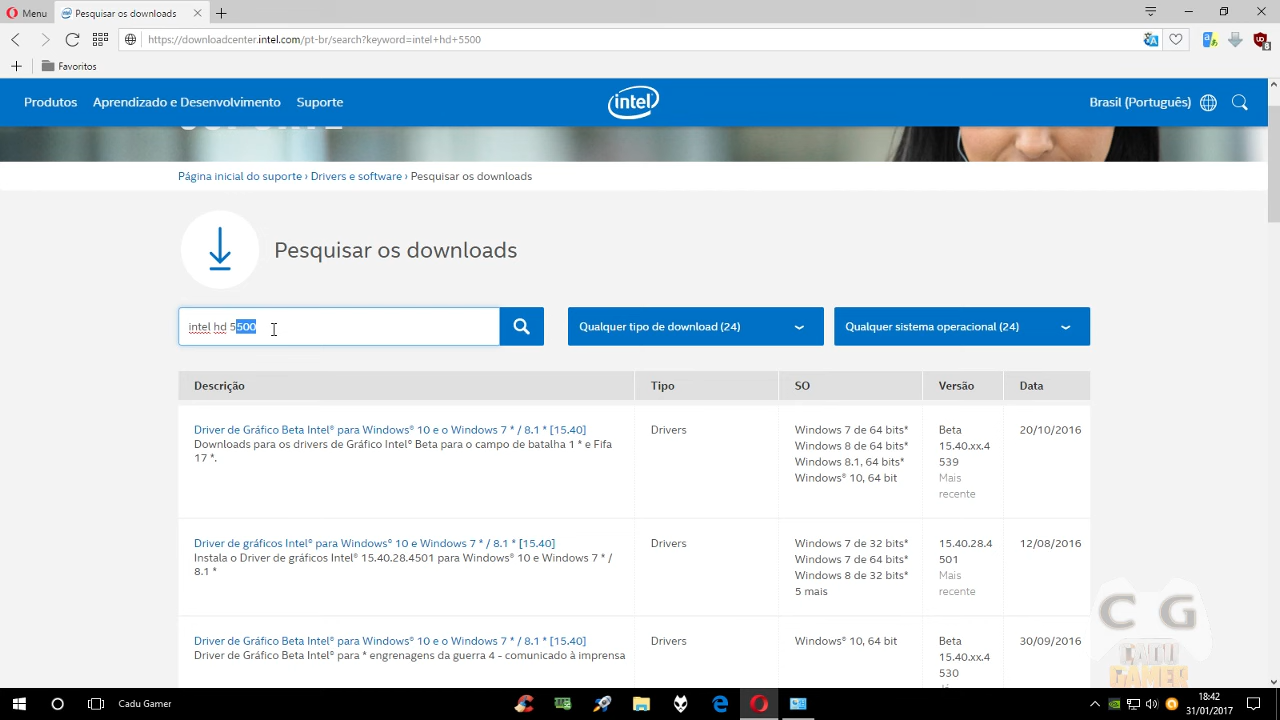 Menu
Pesquisar os downloads
https://downloadcenter.intel.com/pt-br/search?keyword=intel+hd+5500
8
Favoritos
Produtos Aprendizado e Desenvolvimento Suporte
intel
Brasil (Português)
Página inicial do suporte › Drivers e software › Pesquisar os downloads
Pesquisar os downloads
intel hd 5500
Qualquer tipo de download (24)
Qualquer sistema operacional (24)
Descrição Tipo SO Versão Data
Driver de Gráfico Beta Intel® para Windows® 10 e o Windows 7 * / 8.1 * [15.40]
Downloads para os drivers de Gráfico Intel® Beta para o campo de batalha 1 * e Fifa
17 *.
Drivers
Windows 7 de 64 bits*
Windows 8 de 64 bits*
Windows 8.1, 64 bits*
Windows® 10, 64 bit
Beta
15.40.xx.4
539
Mais
recente
20/10/2016
Driver de gráficos Intel® para Windows® 10 e Windows 7 * / 8.1 * [15.40]
Instala o Driver de gráficos Intel® 15.40.28.4501 para Windows® 10 e Windows 7 * /
8.1 *
Drivers
Windows 7 de 32 bits*
Windows 7 de 64 bits*
Windows 8 de 32 bits*
5 mais
15.40.28.4
501
Mais
recente
12/08/2016
Driver de Gráfico Beta Intel® para Windows® 10 e o Windows 7 * / 8.1 * [15.40]
Driver de Gráfico Beta Intel® para * engrenagens da guerra 4 - comunicado à imprensa
Drivers
Windows® 10, 64 bit
Beta
15.40.xx.4
530
30/09/2016
C G
CADU
GAMER
Cadu Gamer
18:42
31/01/2017